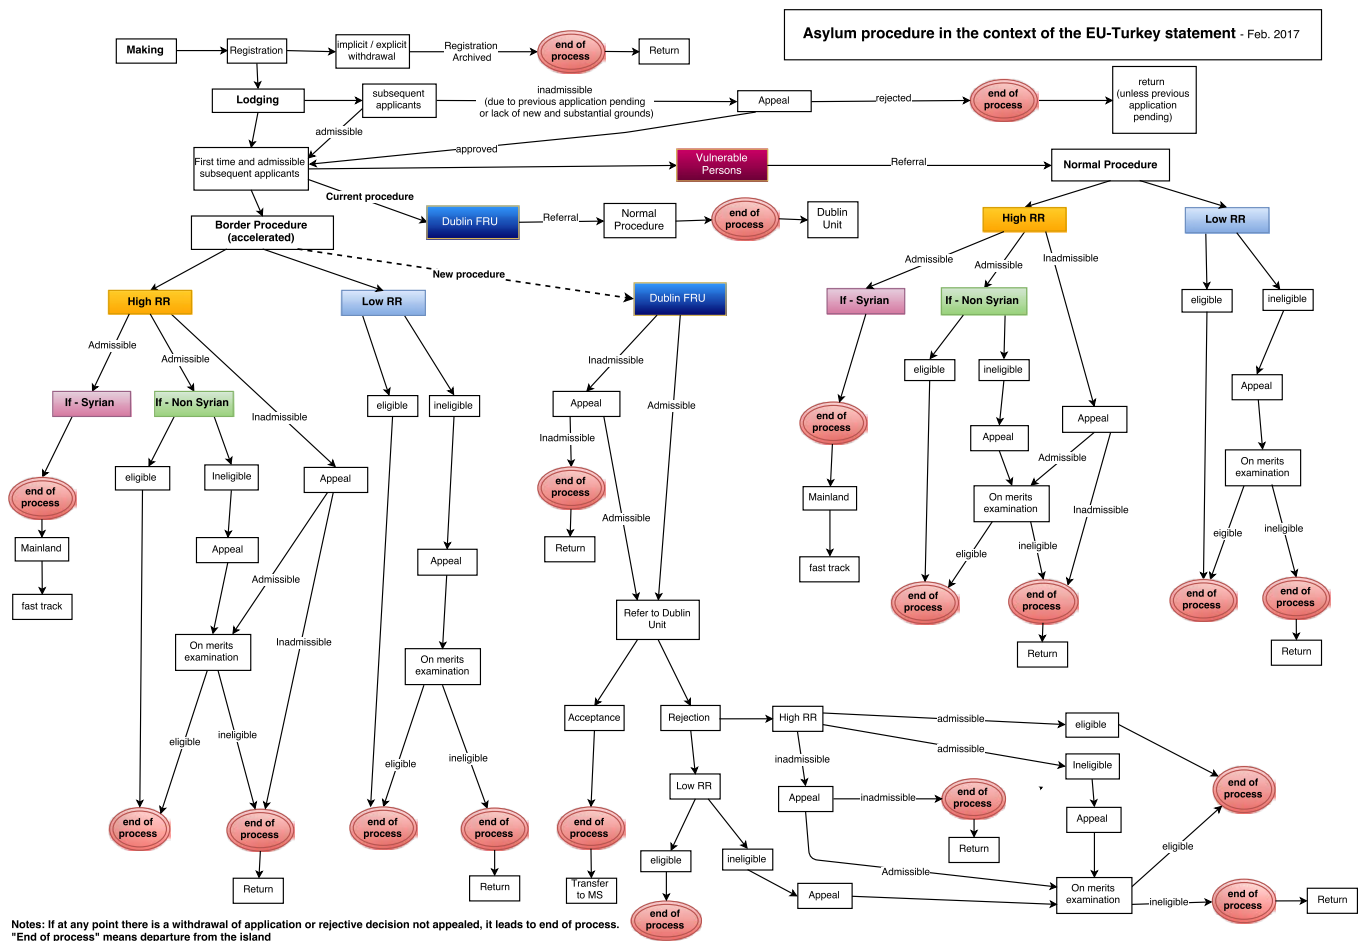 Asylum procedure in the context of the EU-Turkey statement - Feb. 2017
Making
Registration
implicit / explicit
withdrawal
Registration
Archived
end of
process
Return
Lodging
subsequent
applicants
inadmissible
(due to previous application pending
or lack of new and substantial grounds)
Appeal
rejected
end of
process
return
(unless previous
application
pending)
admissible
approved
First time and admissible
subsequent applicants
Vulnerable
Persons
Referral
Normal Procedure
Current procedure
Dublin FRU
Referral
Normal
Procedure
end of
process
Dublin
Unit
Border Procedure
(accelerated)
New procedure
High RR
Low RR
Dublin FRU
Admissible
Admissible
Inadmissible
If - Syrian
If - Non Syrian
eligible
Ineligible
Appeal
end of
process
Mainland
fast track
Appeal
Admissible
Inadmissible
On merits
examination
eligible
ineligible
end of
process
end of
process
Return
eligible
ineligible
Appeal
On merits
examination
eligible
ineligible
end of
process
end of
process
Return
Inadmissible
Admissible
Appeal
Inadmissible
Admissible
end of
process
Return
Refer to Dublin
Unit
Acceptance
Rejection
end of
process
Transfer
to MS
Low RR
eligible
ineligible
end of
process
Appeal
High RR
admissible
admissible
inadmissible
eligible
Ineligible
Appeal
inadmissible
end of
process
Return
Admissible
Appeal
On merits
examination
eligible
ineligible
end of
process
end of
process
Return
High RR
Low RR
Admissible
Admissible
Inadmissible
If - Syrian
If - Non Syrian
end of
process
Mainland
fast track
eligible
ineligible
Appeal
Appeal
Admissible
Inadmissible
On merits
examination
eligible
ineligible
end of
process
end of
process
Return
eligible
ineligible
Appeal
On merits
examination
eigible
ineligible
end of
process
end of
process
Return
Notes: If at any point there is a withdrawal of application or rejective decision not appealed, it leads to end of process.
"End of process" means departure from the island